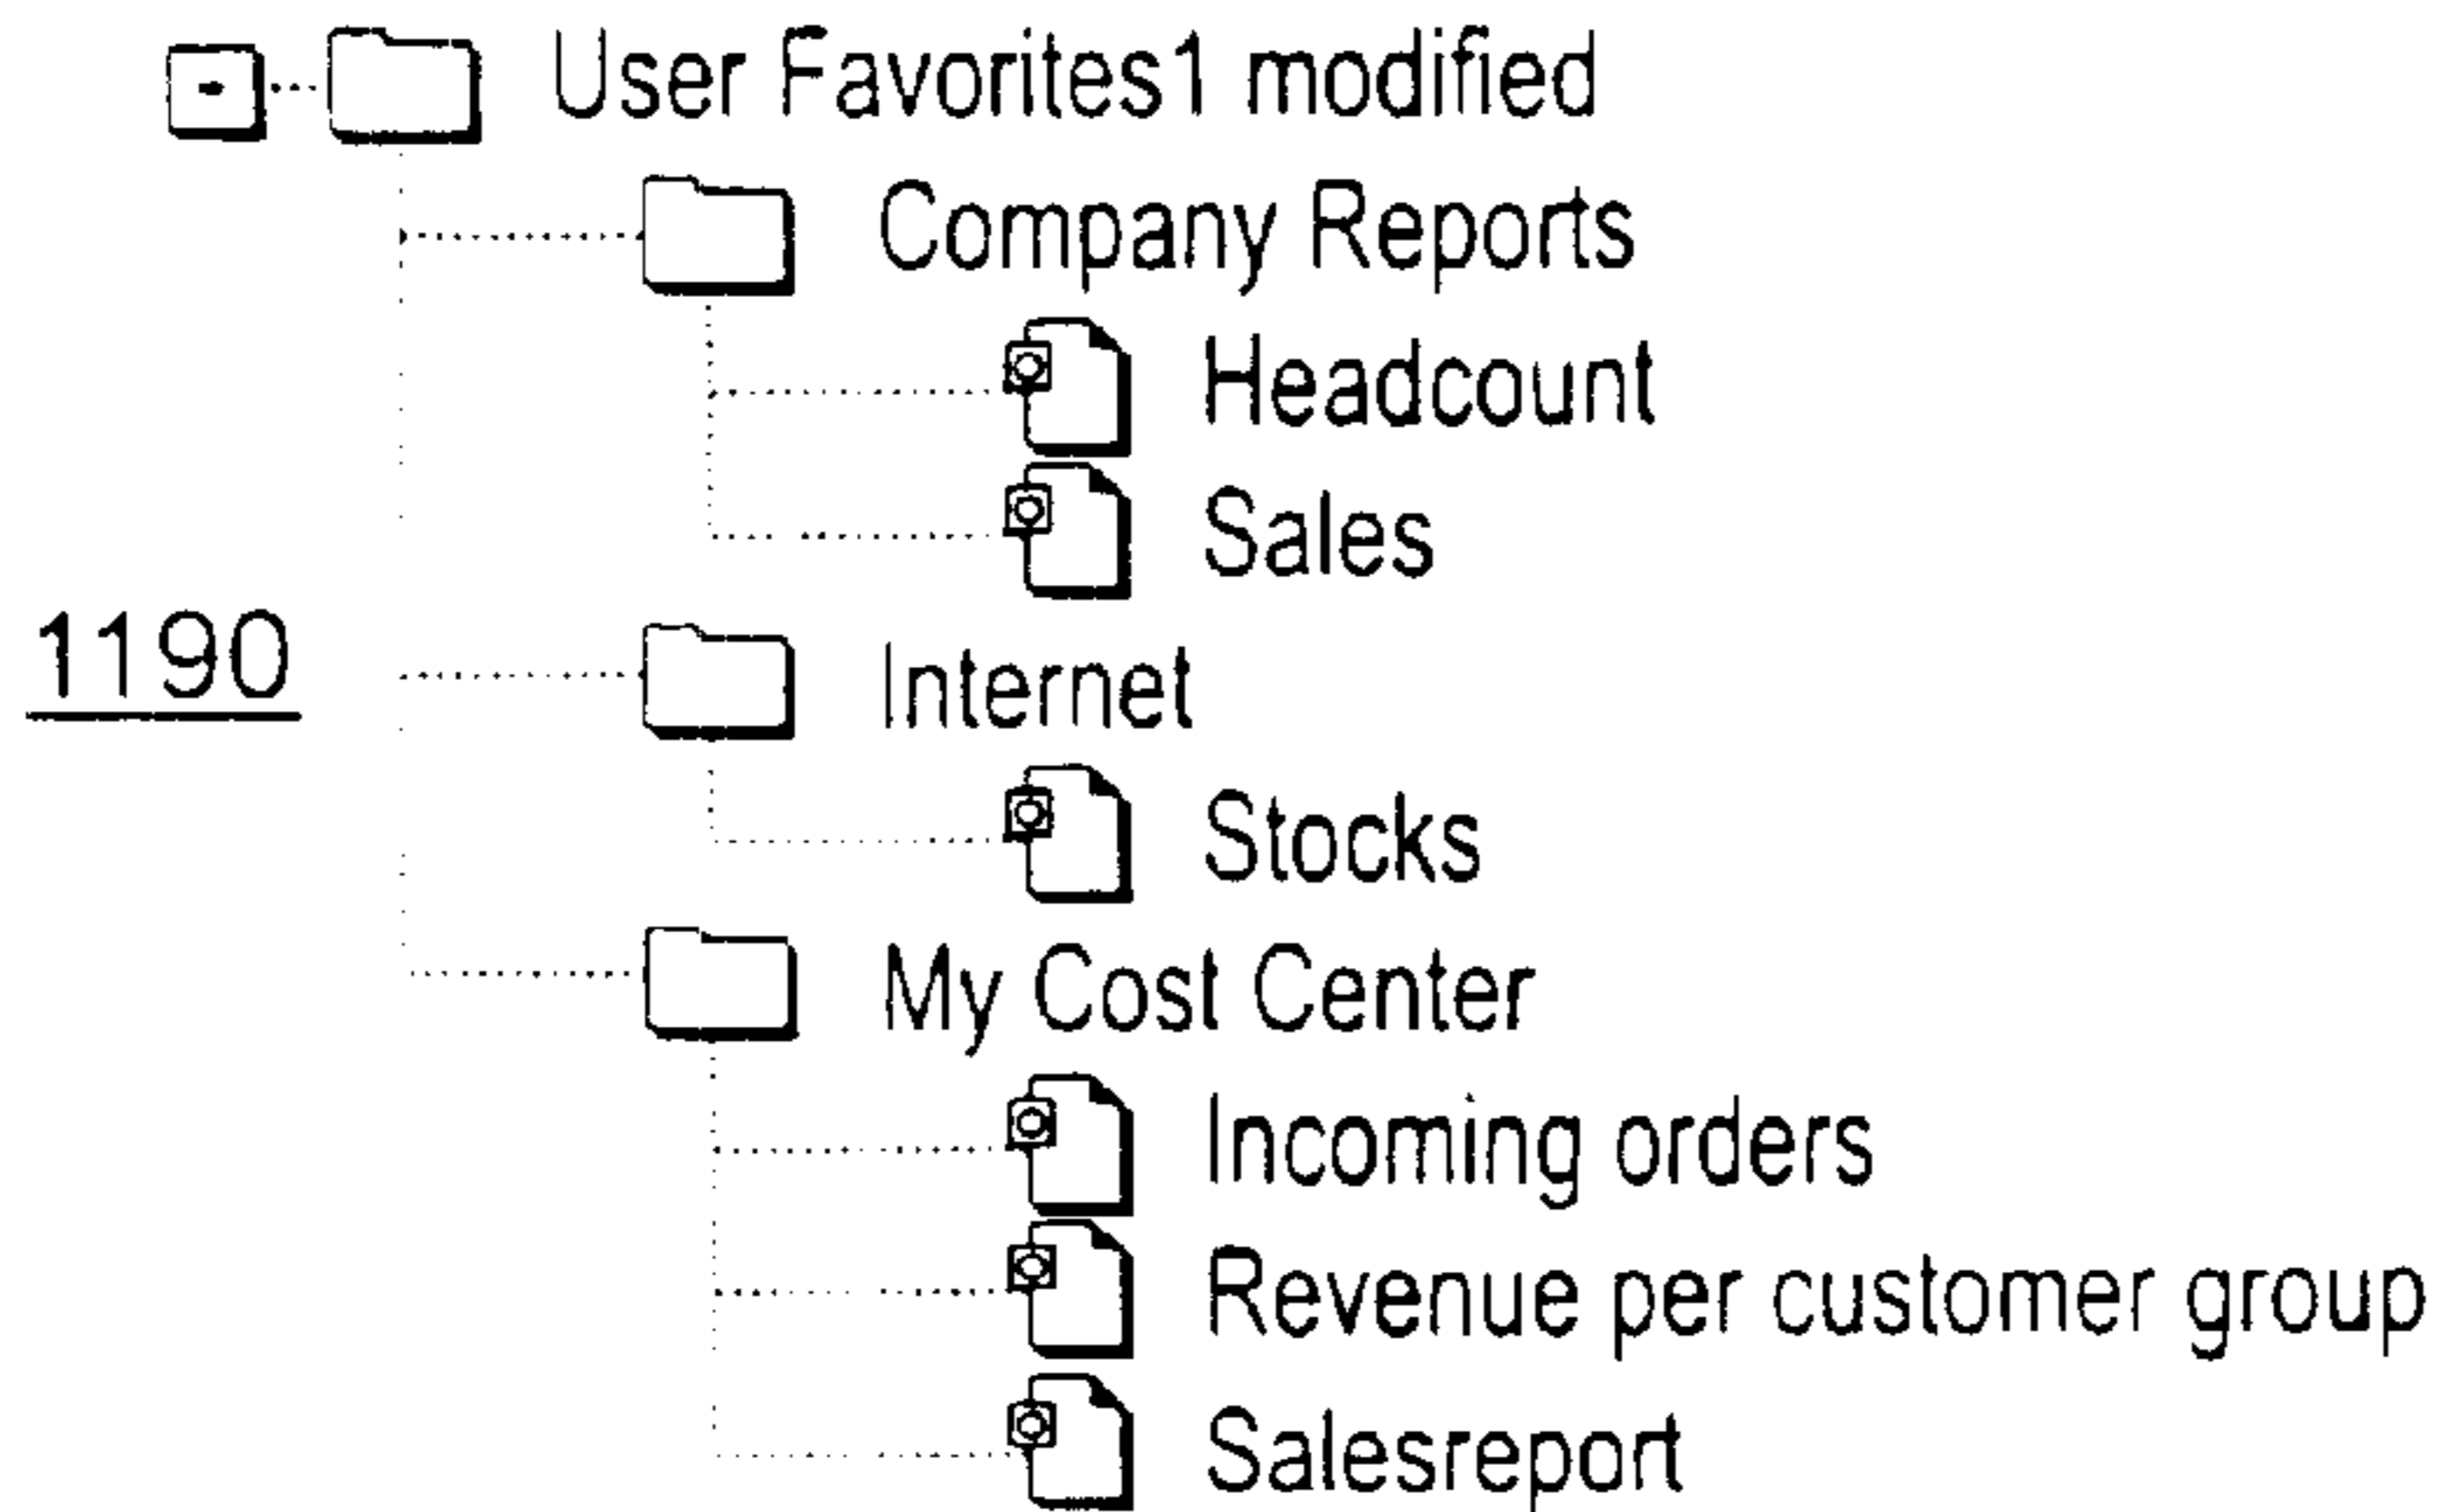 User Favorites1 modified
Company Reports
Headcount
Sales
1190
Internet
Stocks
My Cost Center
Incoming orders
Revenue per customer group
Salesreport